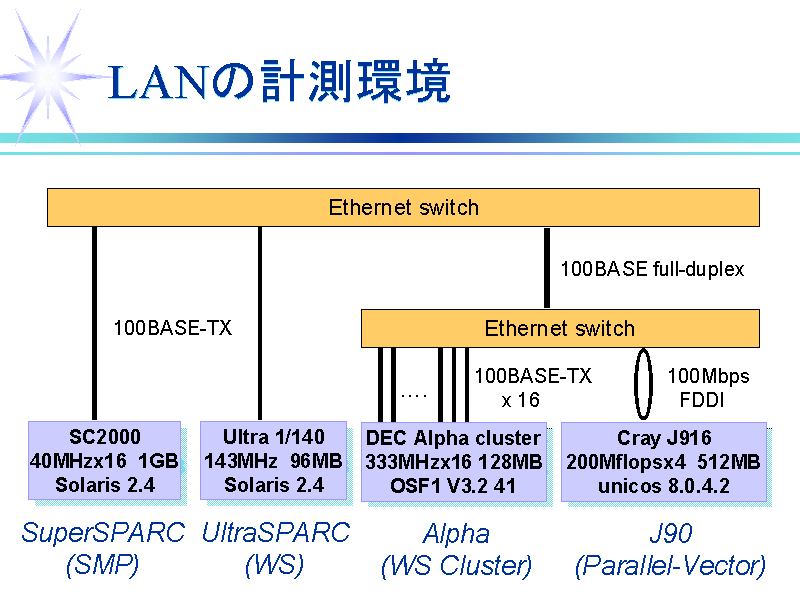 LANの計測環境
Ethernet switch
100BASE full-duplex
100BASE-TX
Ethernet switch
....
100BASE-TX
x 16
100Mbps
FDDI
SC2000
40MHzx16 1GB
Solaris 2.4
Ultra 1/140
143MHz 96MB
Solaris 2.4
DEC Alpha cluster
333MHzx16 128MB
OSF1 V3.2 41
Cray J916
200Mflopsx4 512MB
unicos 8.0.4.2
SuperSPARC
(SMP)
UltraSPARC
(WS)
Alpha
(WS Cluster)
J90
(Parallel-Vector)